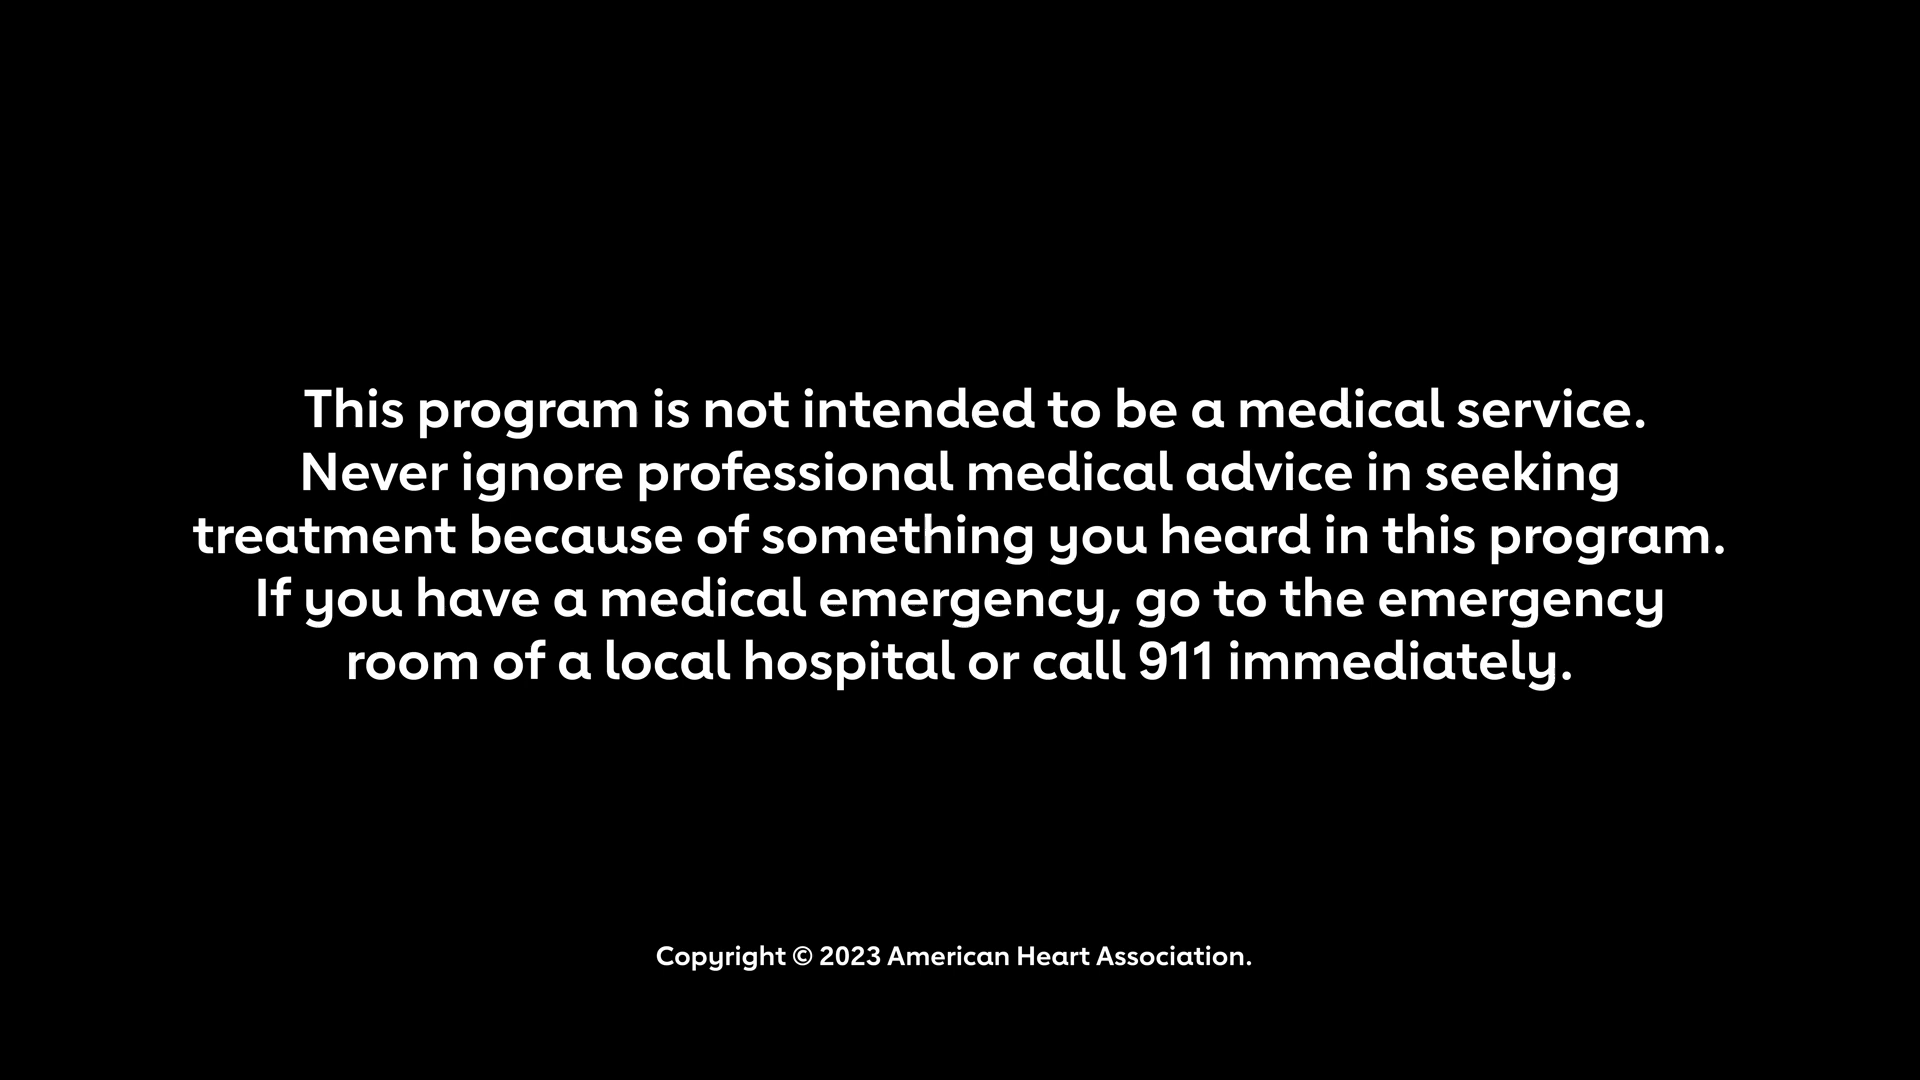 This program is not intended to be a medical service.
Never ignore professional medical advice in seeking
treatment because of something you heard in this program.
If you have a medical emergency, go to the emergency
room of a local hospital or call 911 immediately.
Copyright © 2023 American Heart Association.